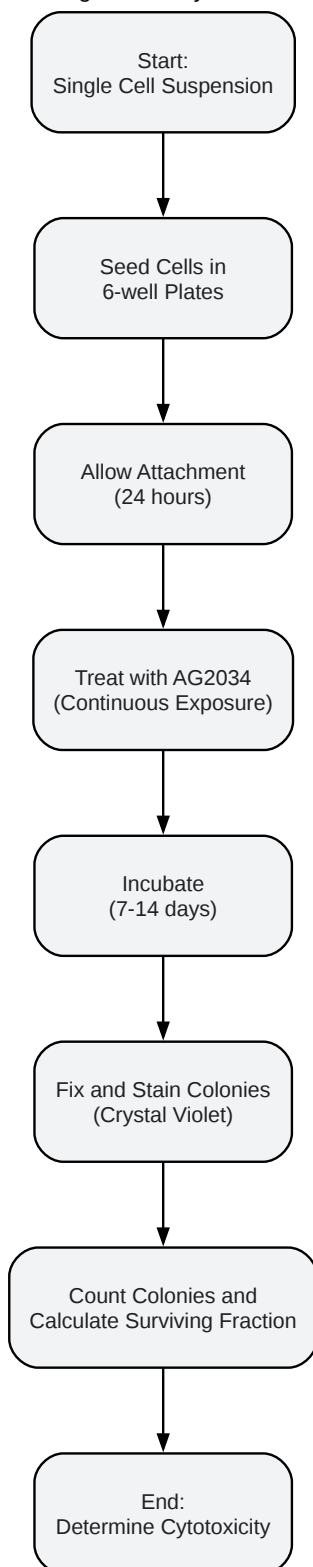 Start:
Single Cell Suspension
Seed Cells in
6-well Plates
Allow Attachment
(24 hours)
Treat with AG2034
(Continuous Exposure)
Incubate
(7-14 days)
Fix and Stain Colonies
(Crystal Violet)
Count Colonies and
Calculate Surviving Fraction
End:
Determine Cytotoxicity